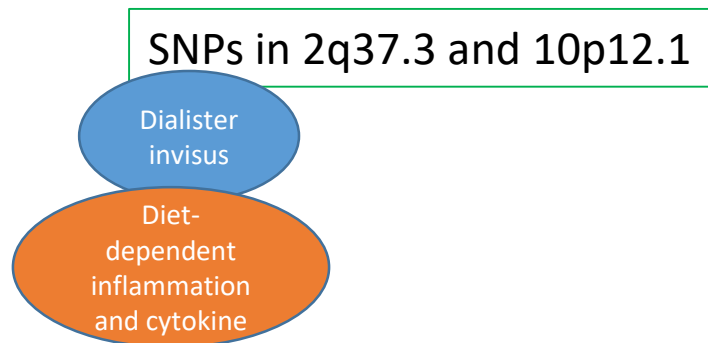 SNPs in 2q37.3 and 10p12.1
Dialister
invisus
Diet-
dependent
inflammation
and cytokine